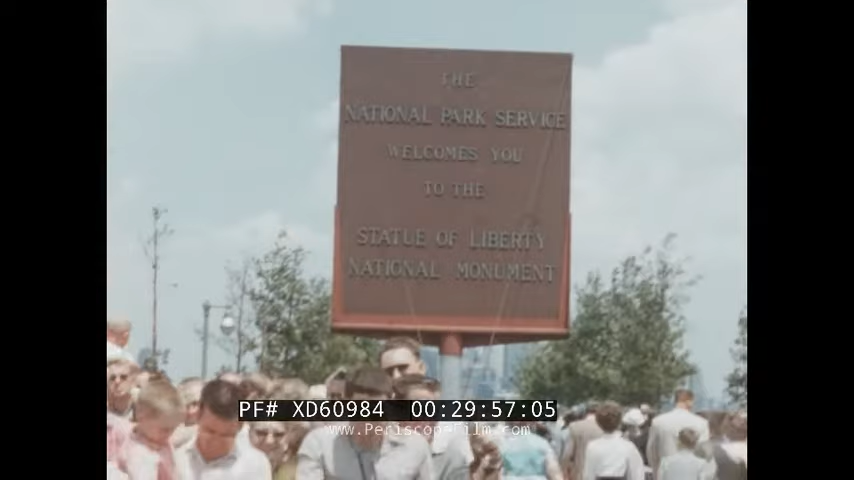 THE
NATIONAL PARK SERVICE
WELCOMES YOU
TO THE
STATUE OF LIBERTY
NATIONAL MONUMENT
PF# XD60984 00:29:57:05
www.PeriscopeFilm.com